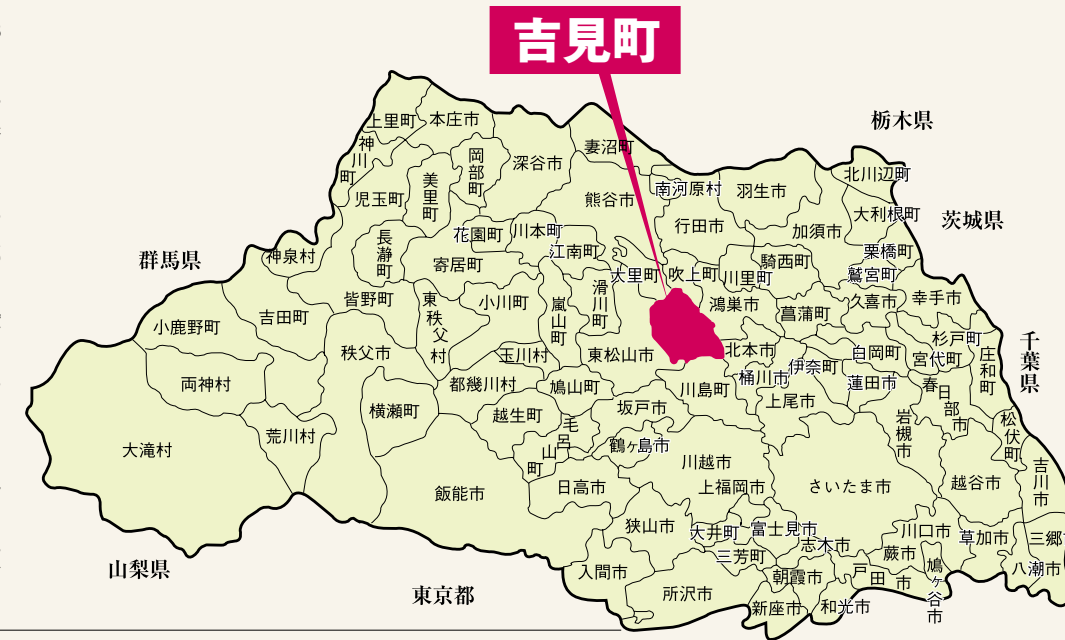 吉見町
栃木県
茨城県
群馬県
千葉県
山梨県
東京都
上里町
本庄市
神川町
岡部町
深谷市
妻沼町
児玉町
美里町
熊谷市
南河原村
羽生市
北川辺町
大利根町
行田市
加須市
花園町
川本町
江南町
長瀞町
神泉村
寄居町
栗橋町
騎西町
鷲宮町
大里町
吹上町
川里町
皆野町
東秩父村
小川町
嵐山町
滑川町
鴻巣市
菖蒲町
久喜市
幸手市
小鹿野町
吉田町
秩父市
玉川村
東松山市
北本市
杉戸町
白岡町
宮代町
庄和町
両神村
都幾川村
鳩山町
川島町
桶川市
伊奈町
蓮田市
春日部市
横瀬町
越生町
毛呂山町
坂戸市
上尾市
岩槻市
松伏町
荒川村
大滝村
鶴ヶ島市
川越市
吉川市
飯能市
日高市
上福岡市
さいたま市
越谷市
狭山市
大井町
富士見市
志木市
川口市
草加市
三郷
三芳町
蕨市
鳩ヶ谷市
八潮市
入間市
所沢市
朝霞市
戸田市
新座市
和光市